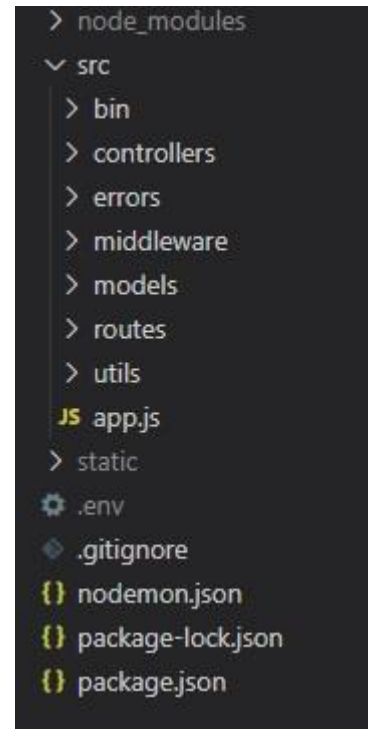 node_modules
src
bin
controllers
errors
middleware
models
routes
utils
JS app.js
static
.env
.gitignore
{} nodemon.json
{} package-lock.json
{} package.json